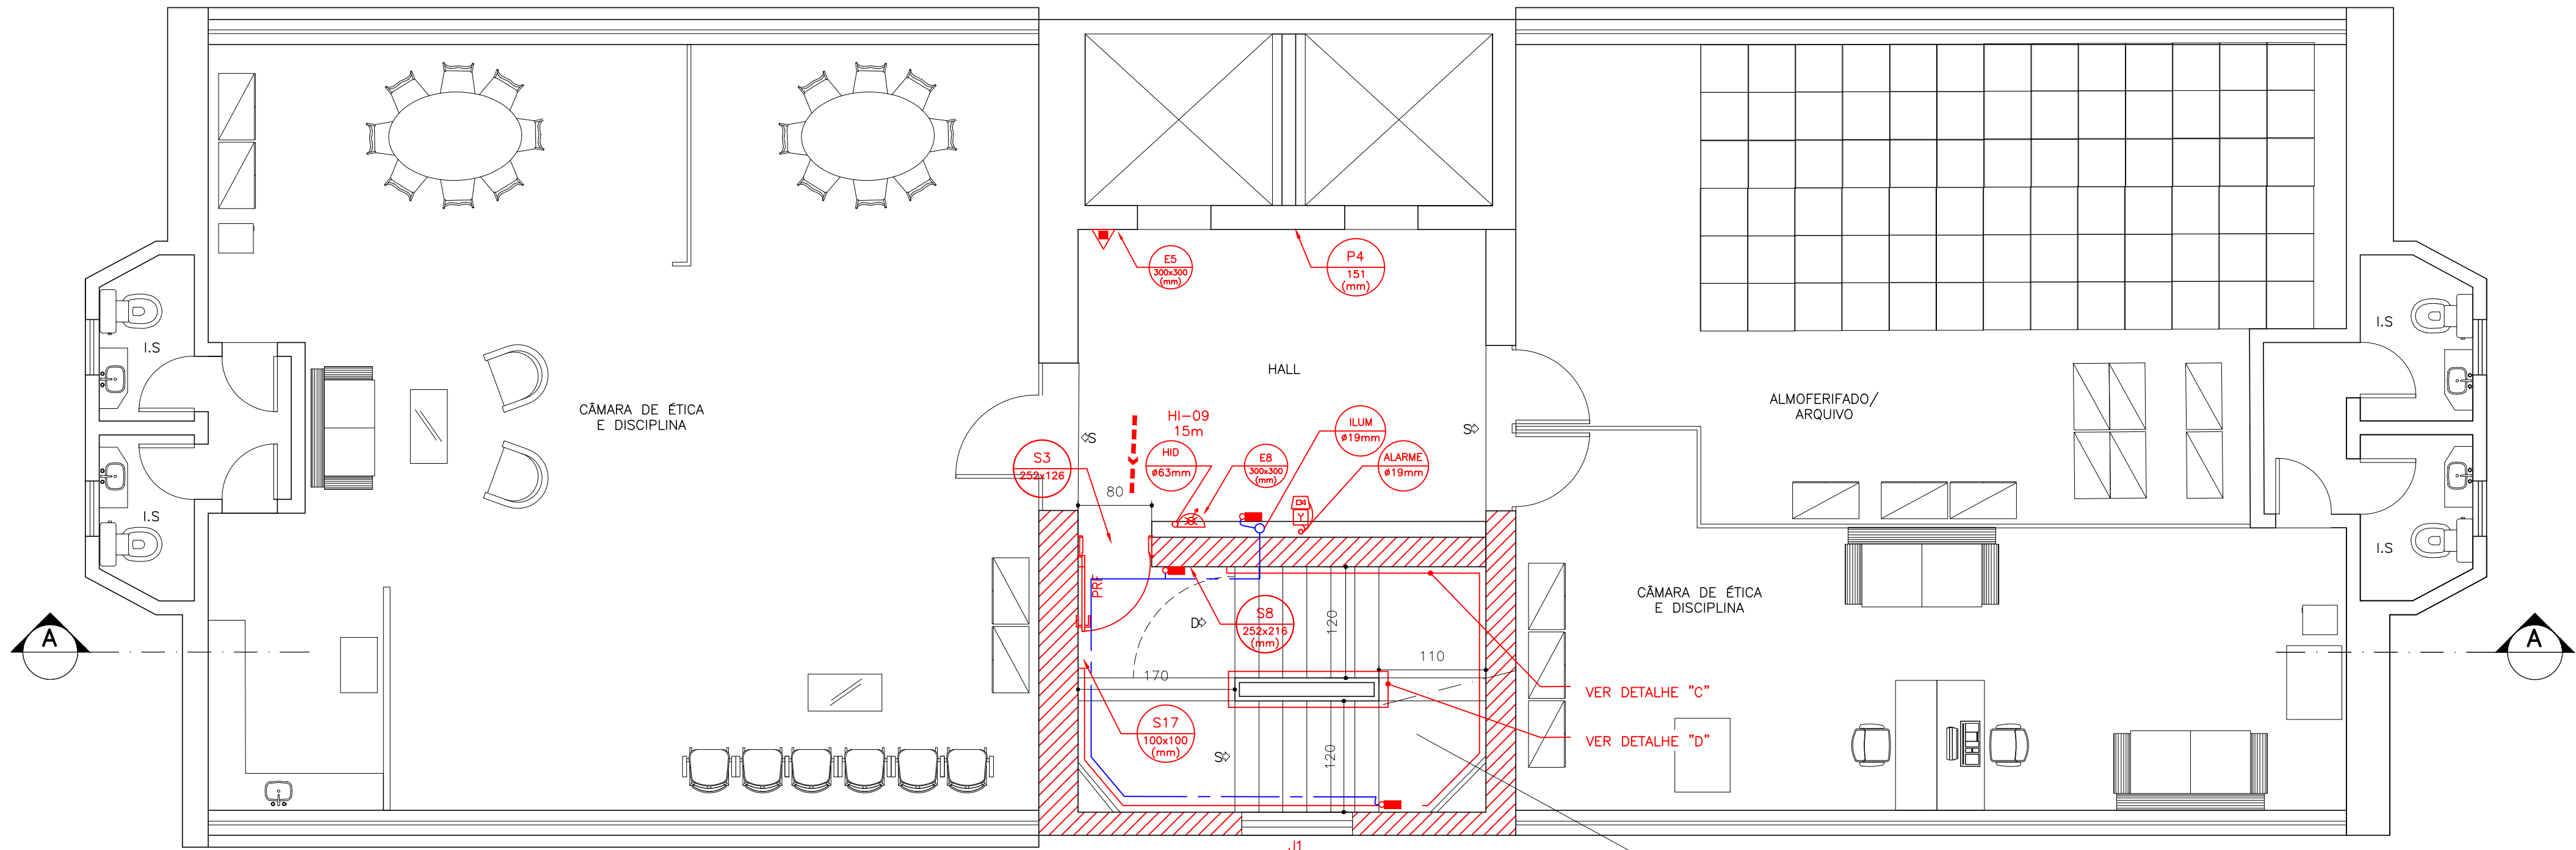 E5
300x300
(mm)
P4
151
(mm)
I.S
I.S
HALL
CÂMARA DE ÉTICA
E DISCIPLINA
ALMOFERIFADO/
ARQUIVO
HI-09
15m
S
S
S3
252x126
HID
ø63mm
E8
300x300
(mm)
ILUM
ø19mm
ALARME
ø19mm
80
I.S
I.S
PRF
CÂMARA DE ÉTICA
E DISCIPLINA
D
S8
252x216
(mm)
120
A
A
110
170
VER DETALHE "C"
S17
100x100
(mm)
VER DETALHE "D"
S
120
J1